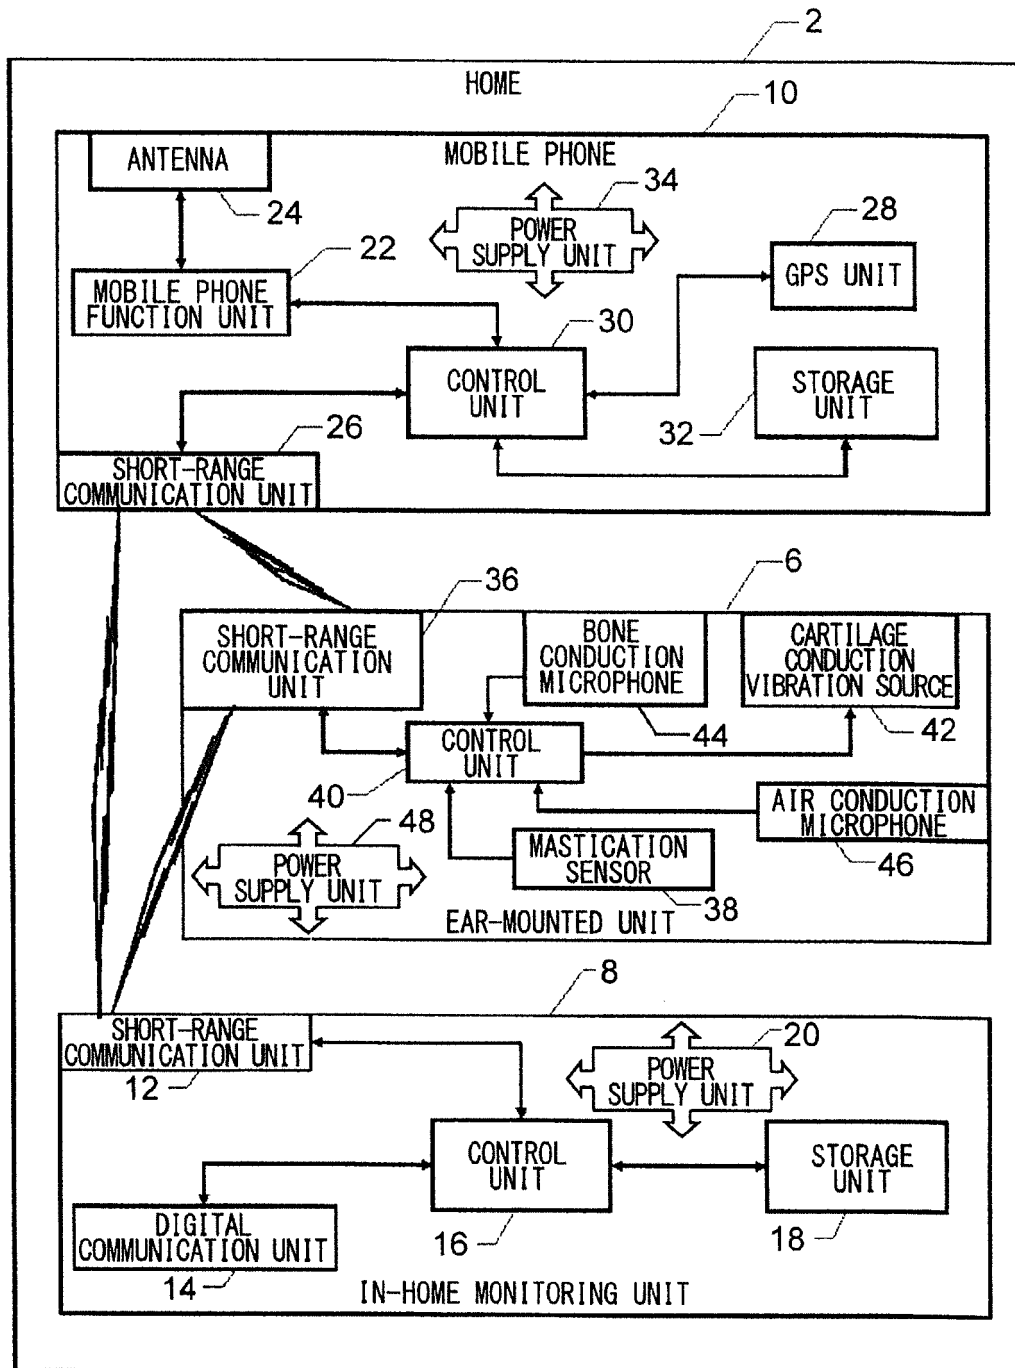 2
HOME
10
ANTENNA
MOBILE PHONE
24
34
28
POWER
SUPPLY UNIT
22
GPS UNIT
MOBILE PHONE
FUNCTION UNIT
30
CONTROL
UNIT
STORAGE
UNIT
32
26
SHORT-RANGE
COMMUNICATION UNIT
6
36
SHORT-RANGE
COMMUNICATION
UNIT
BONE
CONDUCTION
MICROPHONE
CARTILAGE
CONDUCTION
VIBRATION SOURCE
44
42
CONTROL
UNIT
40
AIR CONDUCTION
MICROPHONE
46
48
POWER
SUPPLY UNIT
MASTICATION
SENSOR
38
EAR-MOUNTED UNIT
8
SHORT-RANGE
COMMUNICATION UNIT
12
20
POWER
SUPPLY UNIT
CONTROL
UNIT
16
STORAGE
UNIT
18
DIGITAL
COMMUNICATION UNIT
14
IN-HOME MONITORING UNIT